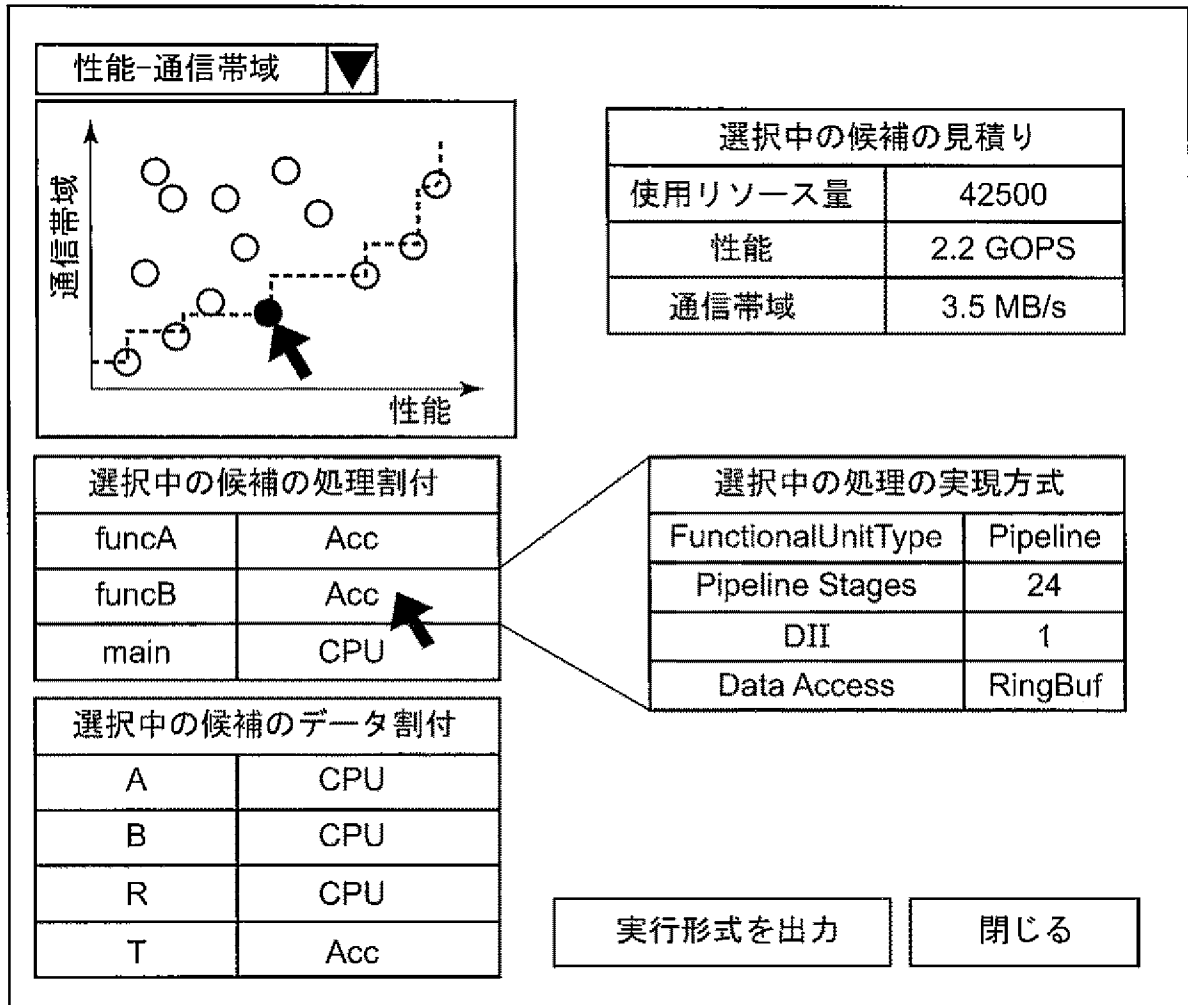 性能-通信帯域
通信帯域
性能
選択中の候補の見積り
使用リソース量 42500
性能 2.2 GOPS
通信帯域 3.5 MB/s
選択中の候補の処理割付
funcA Acc
funcB Acc
main CPU
選択中の処理の実現方式
FunctionalUnitType Pipeline
Pipeline Stages 24
DII 1
Data Access RingBuf
選択中の候補のデータ割付
A CPU
B CPU
R CPU
T Acc
実行形式を出力
閉じる